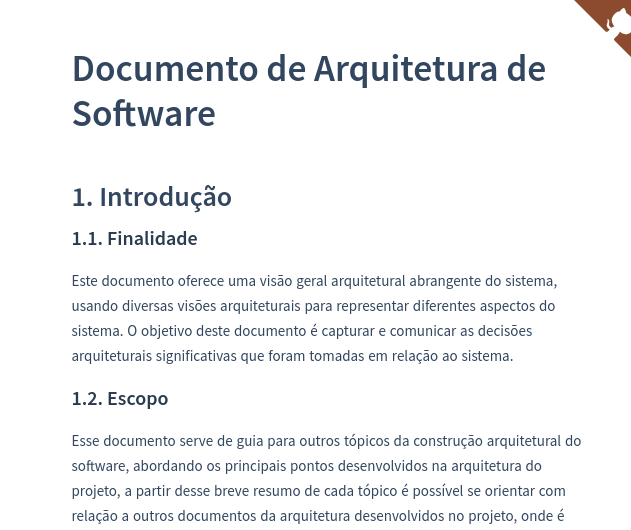 Documento de Arquitetura de
Software
1. Introdução
1.1. Finalidade
Este documento oferece uma visão geral arquitetural abrangente do sistema,
usando diversas visões arquiteturais para representar diferentes aspectos do
sistema. O objetivo deste documento é capturar e comunicar as decisões
arquiteturais significativas que foram tomadas em relação ao sistema.
1.2. Escopo
Esse documento serve de guia para outros tópicos da construção arquitetural do
software, abordando os principais pontos desenvolvidos na arquitetura do
projeto, a partir desse breve resumo de cada tópico é possível se orientar com
relação a outros documentos da arquitetura desenvolvidos no projeto, onde é